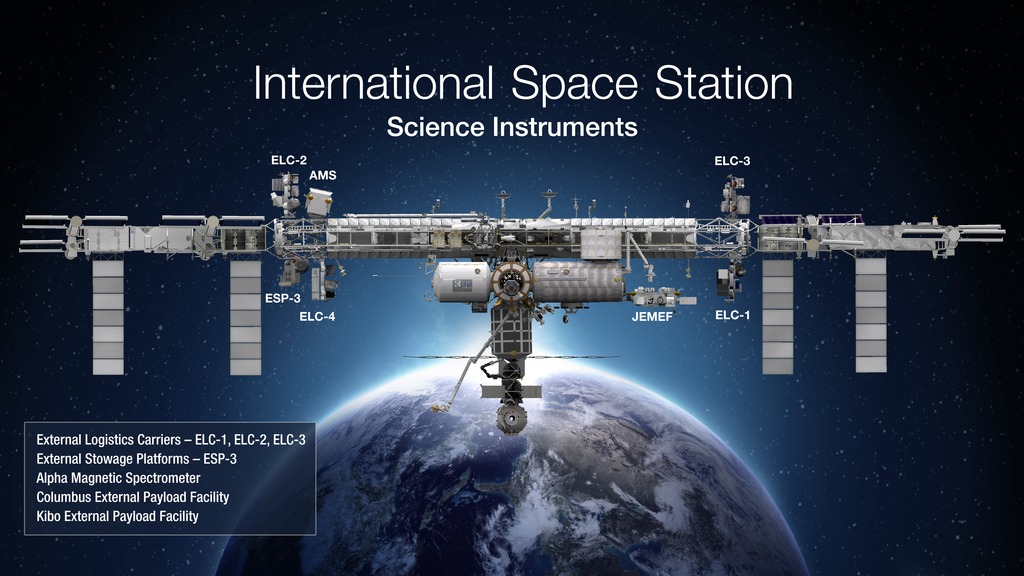 International Space Station
Science Instruments
ELC-2
AMS
ELC-3
ESP-3
ELC-4
JEMEF
ELC-1
External Logistics Carriers – ELC-1, ELC-2, ELC-3
External Stowage Platforms – ESP-3
Alpha Magnetic Spectrometer
Columbus External Payload Facility
Kibo External Payload Facility